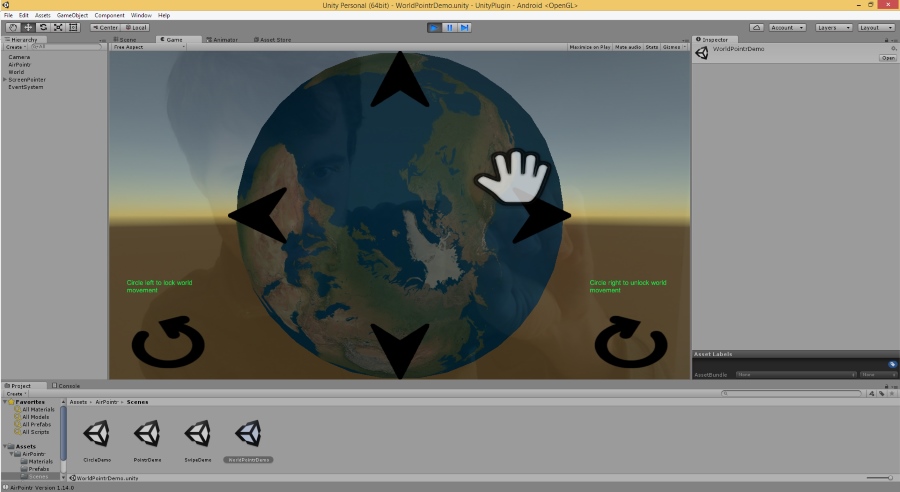 Unity Personal (64bit) - WorldPointrDemo.unity - UnityPlugin - Android <OpenGL>
File Edit Assets GameObject Component Window Help
Center Local Account Layers Layout
Hierarchy Scene Game Animator Asset Store Inspector
Create All Free Aspect Maximize on Play Mute audio Stats Gizmos WorldPointrDemo
Open
Camera
AirPointr
World
ScreenPointer
EventSystem
Circle left to lock world
movement
Circle right to unlock world
movement
Asset Labels
AssetBundle None None
Project Console
Create
Favorites
All Materials
All Models
All Prefabs
All Scripts
Assets
AirPointr
Materials
Prefabs
Scenes
Assets AirPointr Scenes
CircleDemo PointrDemo SwipeDemo WorldPointrDemo
WorldPointrDemo.unity
AirPointr Version 1.14.0